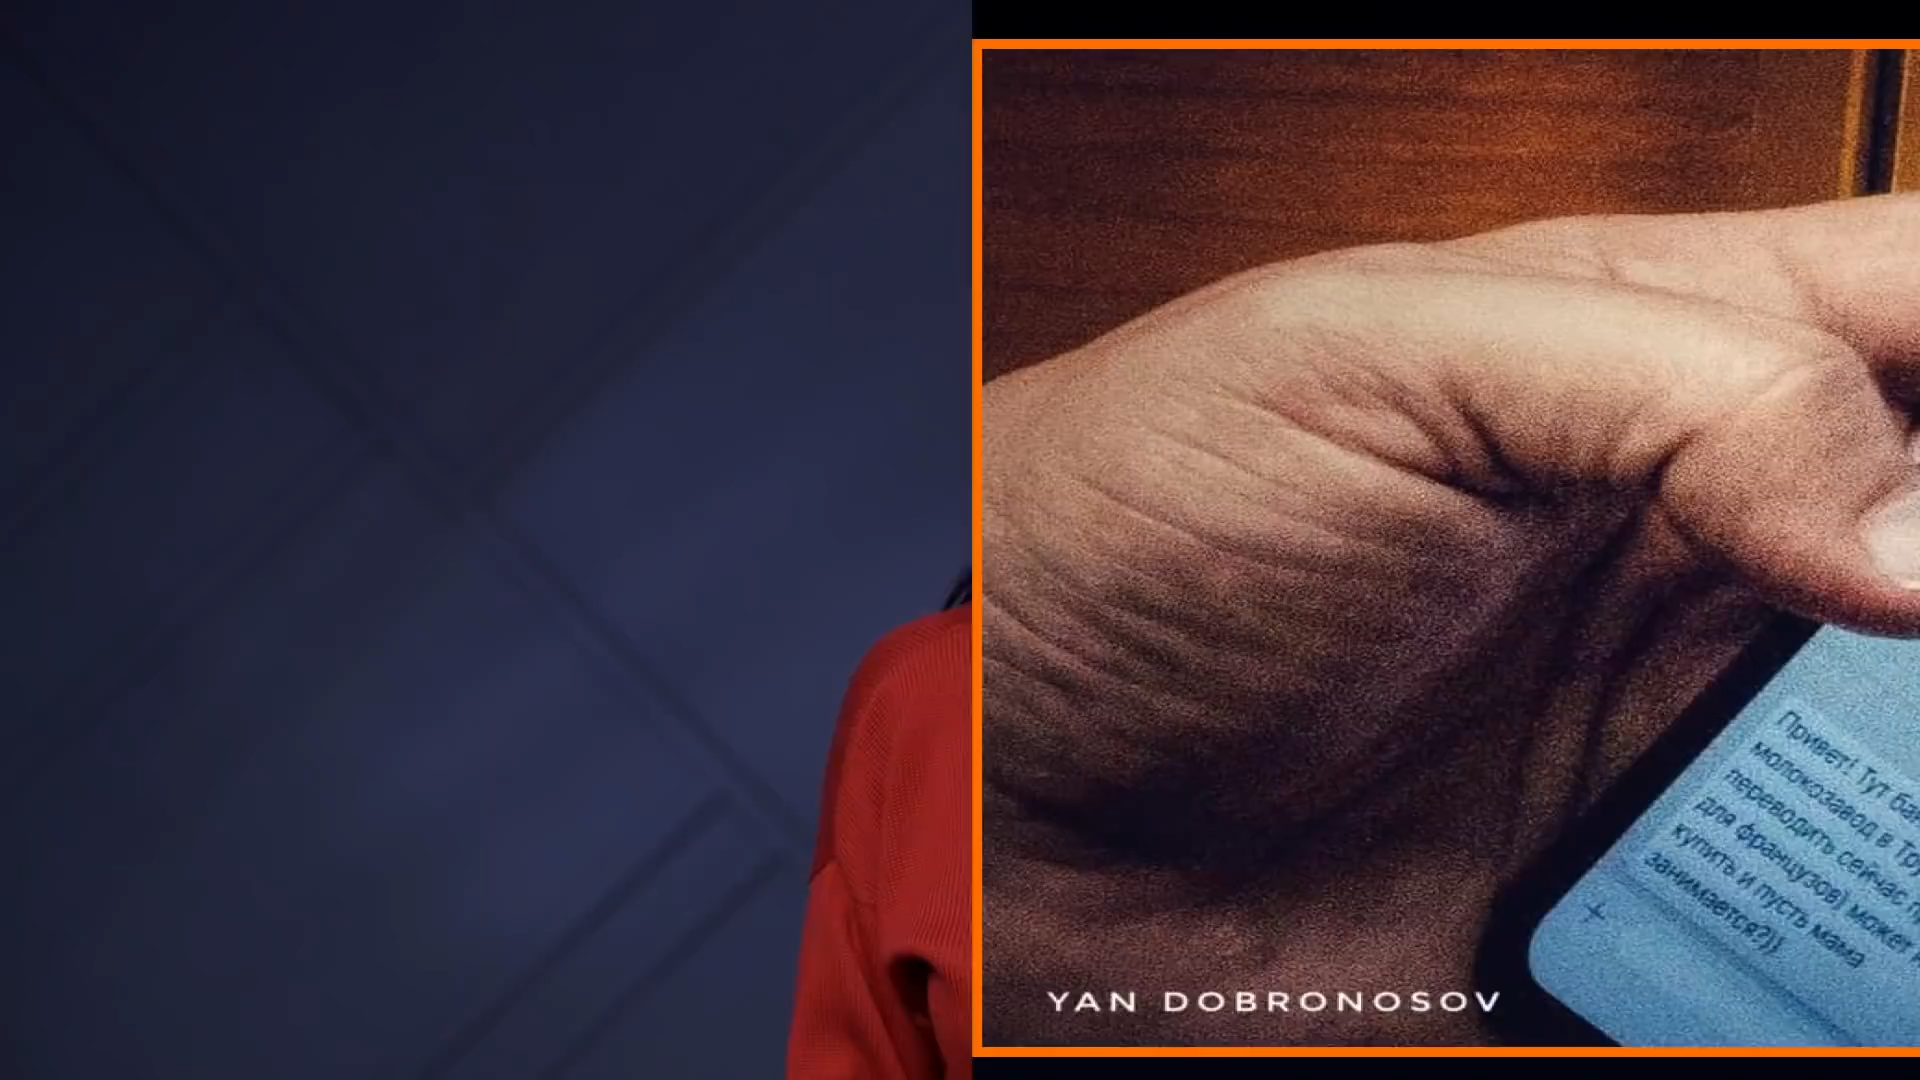 Привет! Тут
молокозавод в
переводить сейчас
для французов) может
купить и пусть мама
занимается?))
YAN DOBRONOSOV